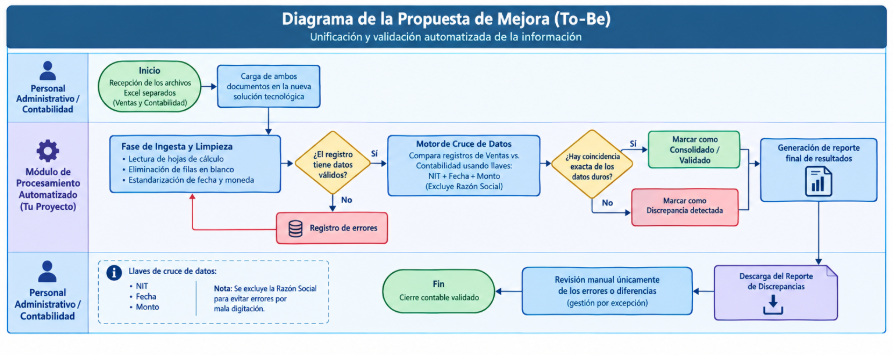 Diagrama de la Propuesta de Mejora (To-Be)
Unificación y validación automatizada de la información
Personal
Administrativo /
Contabilidad
Inicio
Recepción de los archivos
Excel separados
(Ventas y Contabilidad)
Carga de ambos
documentos en la nueva
solución tecnológica
Módulo de
Procesamiento
Automatizado
(Tu Proyecto)
Fase de Ingesta y Limpieza
• Lectura de hojas de cálculo
• Eliminación de filas en blanco
• Estandarización de fecha y moneda
¿El registro
tiene datos
válidos?
Sí
No
Registro de errores
Motor de Cruce de Datos
Compara registros de Ventas vs.
Contabilidad usando llaves:
NIT + Fecha + Monto
(Excluye Razón Social)
¿Hay coincidencia
exacta de los
datos duros?
Sí
No
Marcar como
Consolidado /
Validado
Marcar como
Discrepancia detectada
Generación de reporte
final de resultados
Personal
Administrativo /
Contabilidad
Llaves de cruce de datos:
• NIT
• Fecha
• Monto
Nota: Se excluye la Razón Social
para evitar errores por
mala digitación.
Fin
Cierre contable validado
Revisión manual únicamente
de los errores o diferencias
(gestión por excepción)
Descarga del Reporte
de Discrepancias